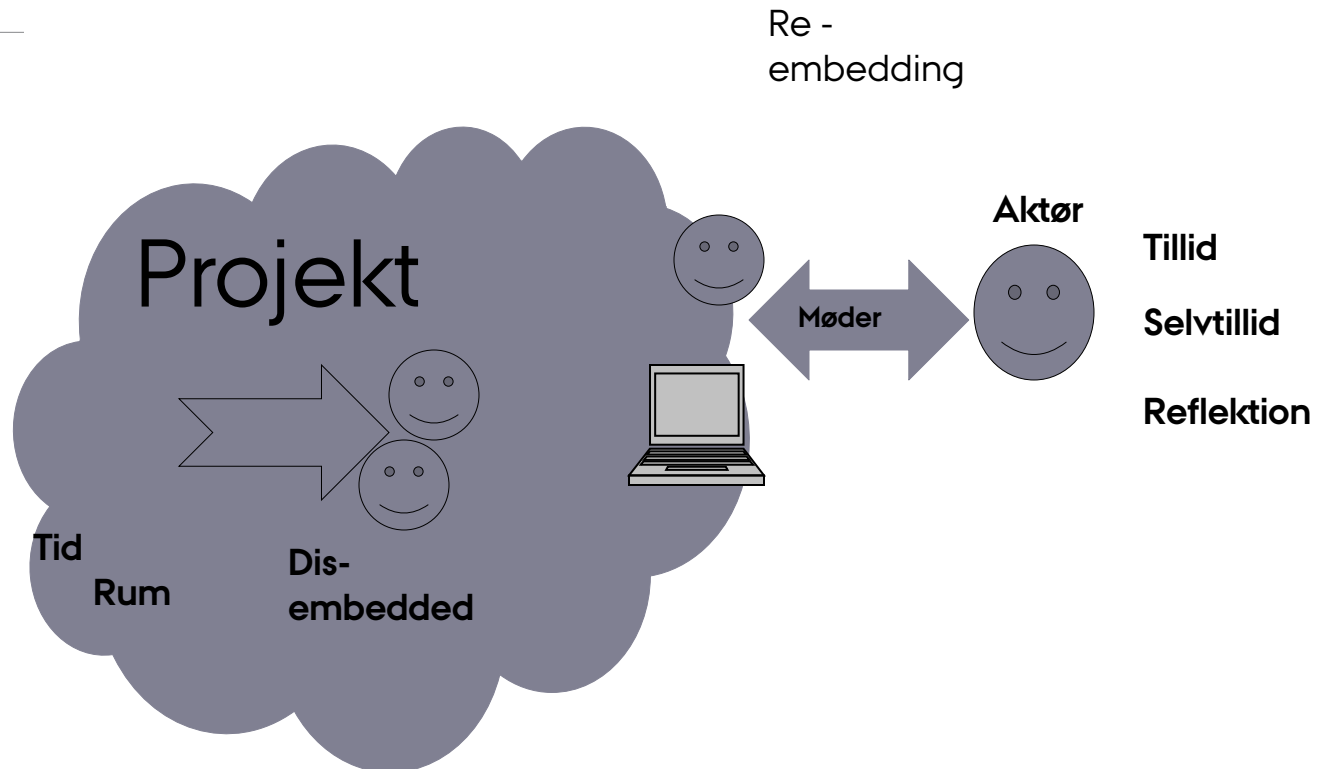 Re -
embedding
Aktør
Tillid
Projekt
Møder
Selvtillid
Reflektion
Tid
Rum
Dis-
embedded